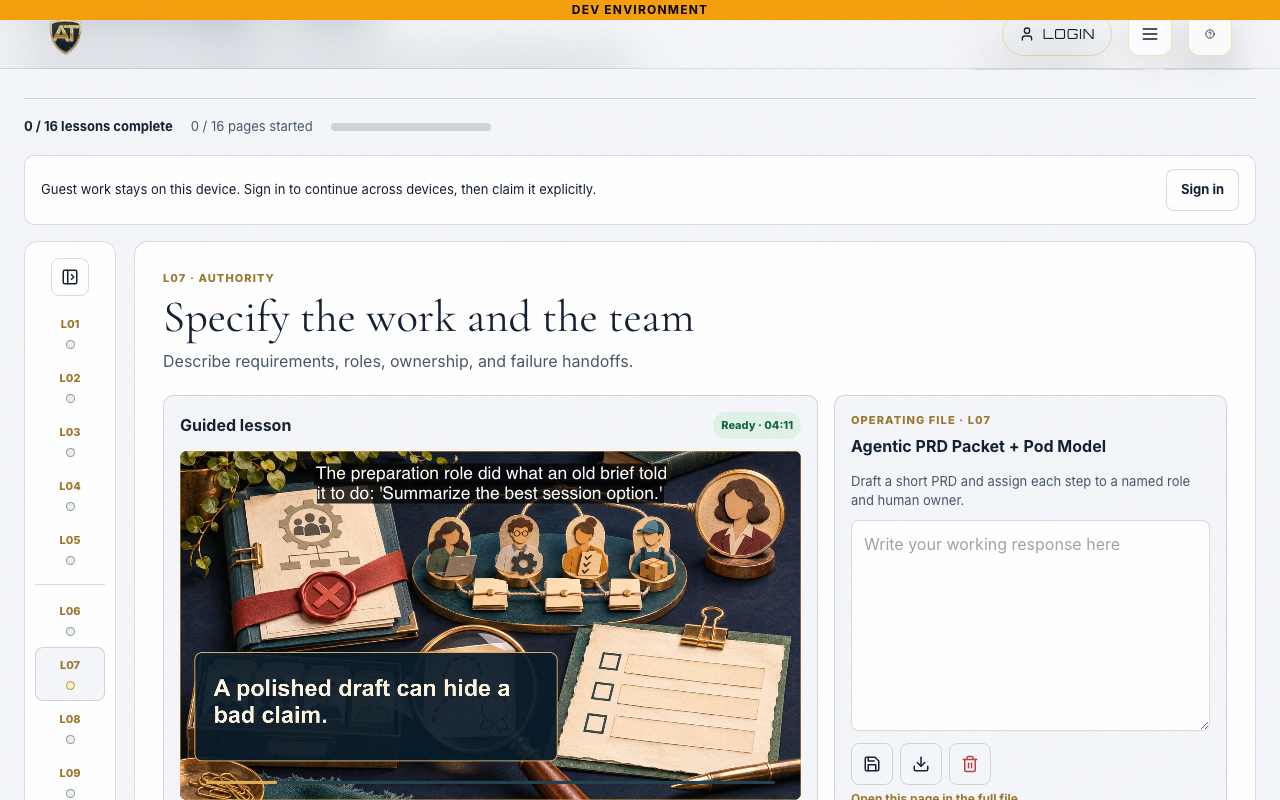 DEV ENVIRONMENT
AT
LOGIN
0 / 16 lessons complete
0 / 16 pages started
Guest work stays on this device. Sign in to continue across devices, then claim it explicitly.
Sign in
L01
L02
L03
L04
L05
L06
L07
L08
L09
L07 · AUTHORITY
Specify the work and the team
Describe requirements, roles, ownership, and failure handoffs.
Guided lesson
Ready · 04:11
The preparation role did what an old brief told
it to do: 'Summarize the best session option.'
A polished draft can hide a
bad claim.
OPERATING FILE · L07
Agentic PRD Packet + Pod Model
Draft a short PRD and assign each step to a named role
and human owner.
Write your working response here
Open this page in the full file